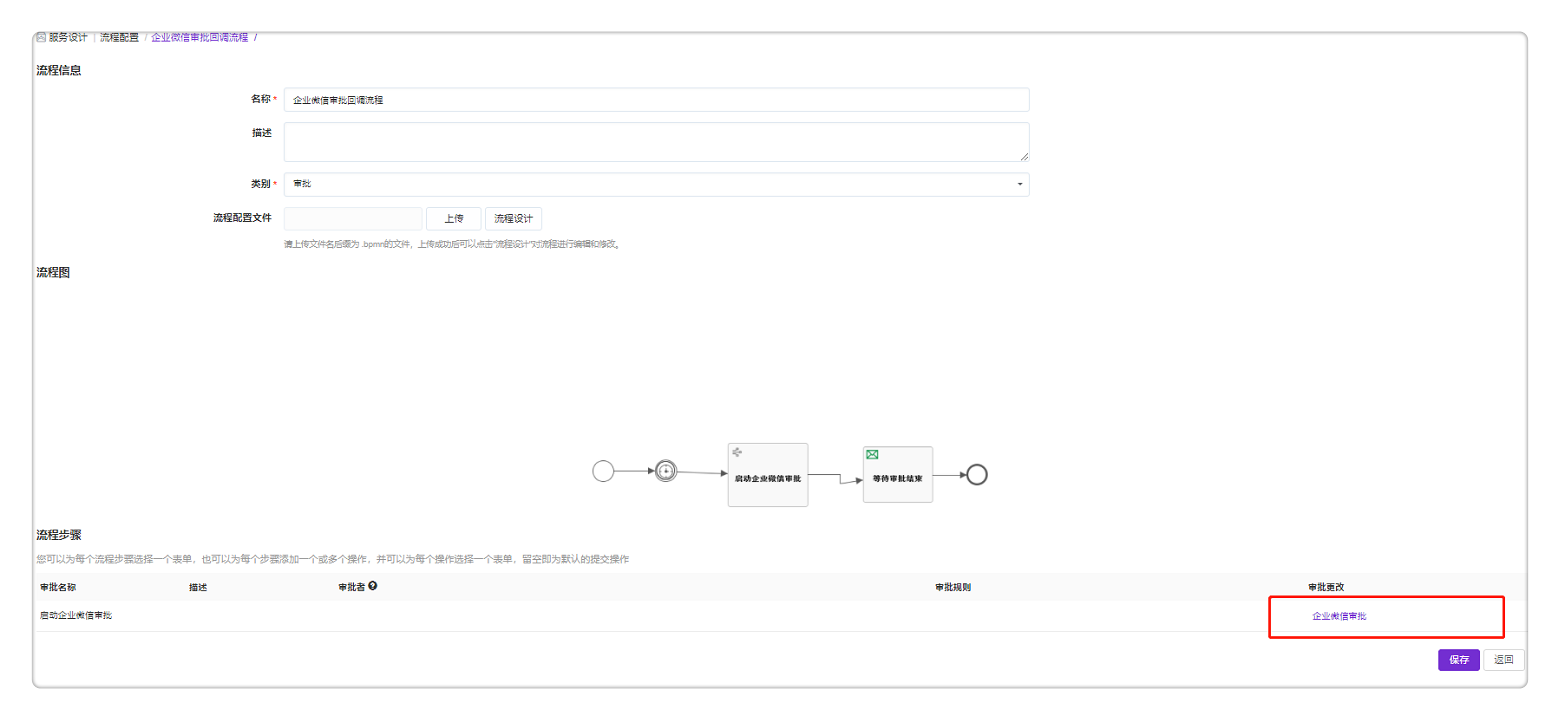 服务设计 | 流程配置 / 企业微信审批回调流程 /
流程信息
名称 * 企业微信审批回调流程
描述
类别 * 审批
流程配置文件 上传 流程设计
请上传文件名后缀为 .bpmn的文件，上传成功后可以点击"流程设计"对流程进行编辑和修改。
流程图
启动企业微信审批
等待审批结束
流程步骤
您可以为每个流程步骤选择一个表单，也可以为每个步骤添加一个或多个操作，并可以为每个操作选择一个表单，留空即为默认的提交操作
审批名称 描述 审批者 审批规则 审批更改
启动企业微信审批 企业微信审批
保存 返回